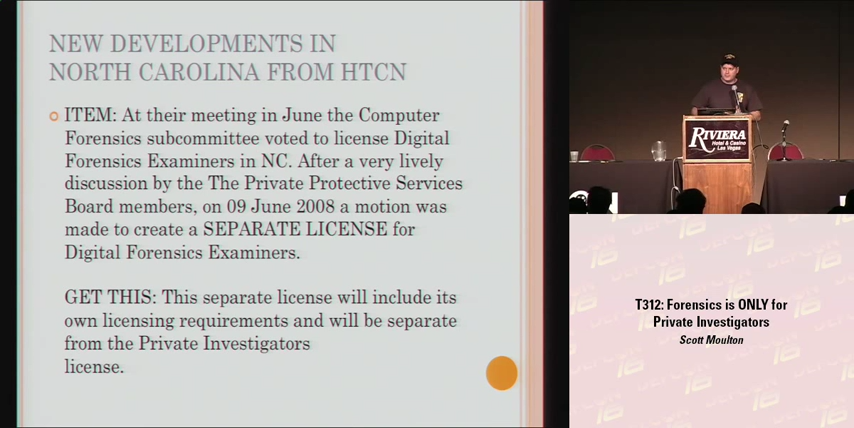 NEW DEVELOPMENTS IN
NORTH CAROLINA FROM HTCN
ITEM: At their meeting in June the Computer
Forensics subcommittee voted to license Digital
Forensics Examiners in NC. After a very lively
discussion by the The Private Protective Services
Board members, on 09 June 2008 a motion was
made to create a SEPARATE LICENSE for
Digital Forensics Examiners.
GET THIS: This separate license will include its
own licensing requirements and will be separate
from the Private Investigators
license.
RIVIERA
Hotel & Casino
Las Vegas
T312: Forensics is ONLY for
Private Investigators
Scott Moulton